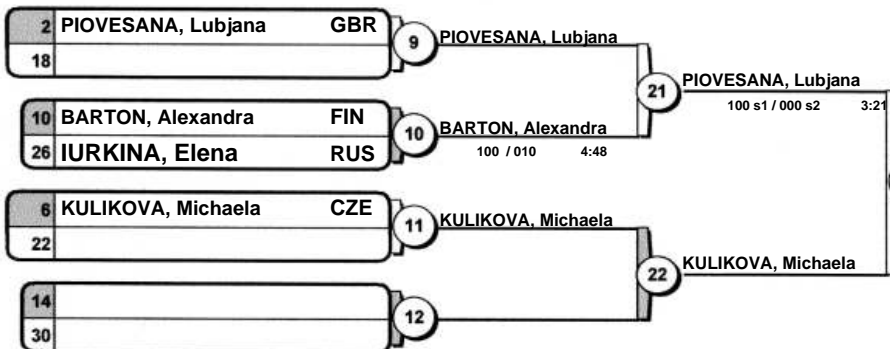 2 PIOVESANA, Lubjana GBR
18
9
PIOVESANA, Lubjana
10 BARTON, Alexandra FIN
26 IURKINA, Elena RUS
10
BARTON, Alexandra
100 / 010 4:48
21
PIOVESANA, Lubjana
100 s1 / 000 s2 3:21
6 KULIKOVA, Michaela CZE
22
11
KULIKOVA, Michaela
14
30
12
22
KULIKOVA, Michaela